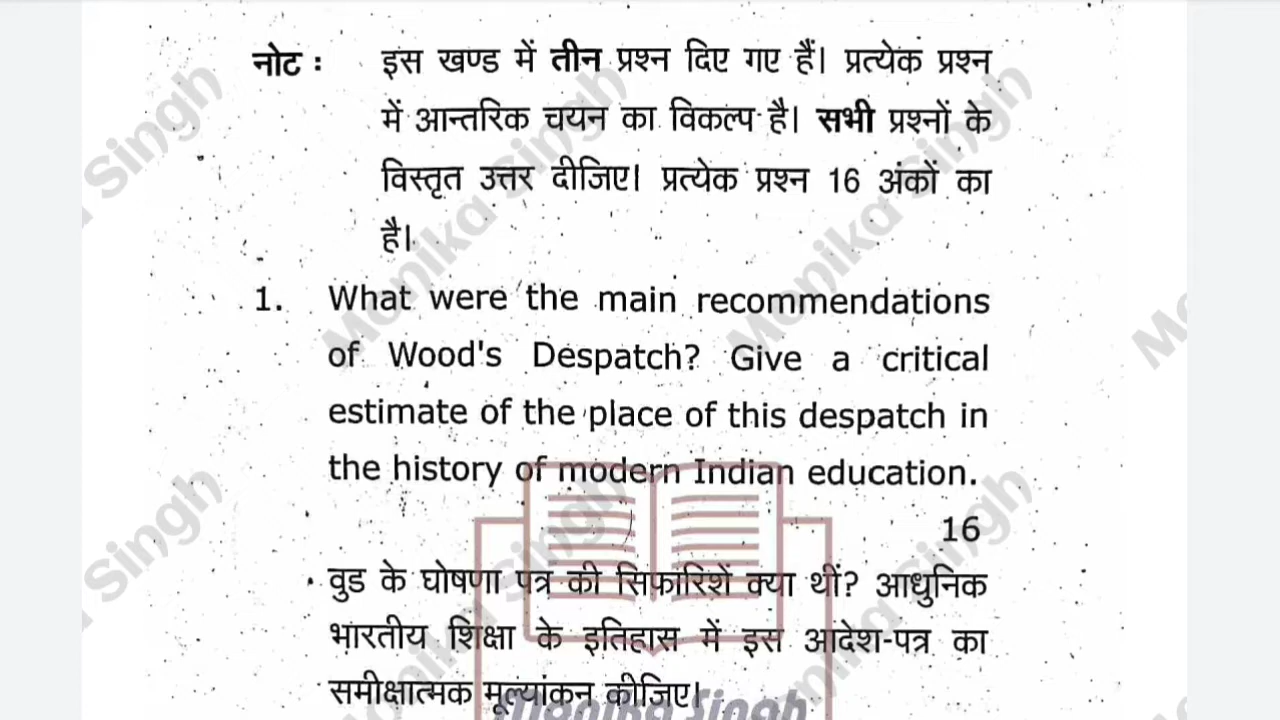 नोट : इस खण्ड में तीन प्रश्न दिए गए हैं। प्रत्येक प्रश्न
में आन्तरिक चयन का विकल्प है। सभी प्रश्नों के
विस्तृत उत्तर दीजिए। प्रत्येक प्रश्न 16 अंकों का
है।
1. What were the main recommendations
of Wood's Despatch? Give a critical
estimate of the place of this despatch in
the history of modern Indian education.
16
वुड के घोषणा पत्र की सिफारिशें क्या थीं? आधुनिक
भारतीय शिक्षा के इतिहास में इस आदेश-पत्र का
समीक्षात्मक मूल्यांकन कीजिए।
Monika Singh